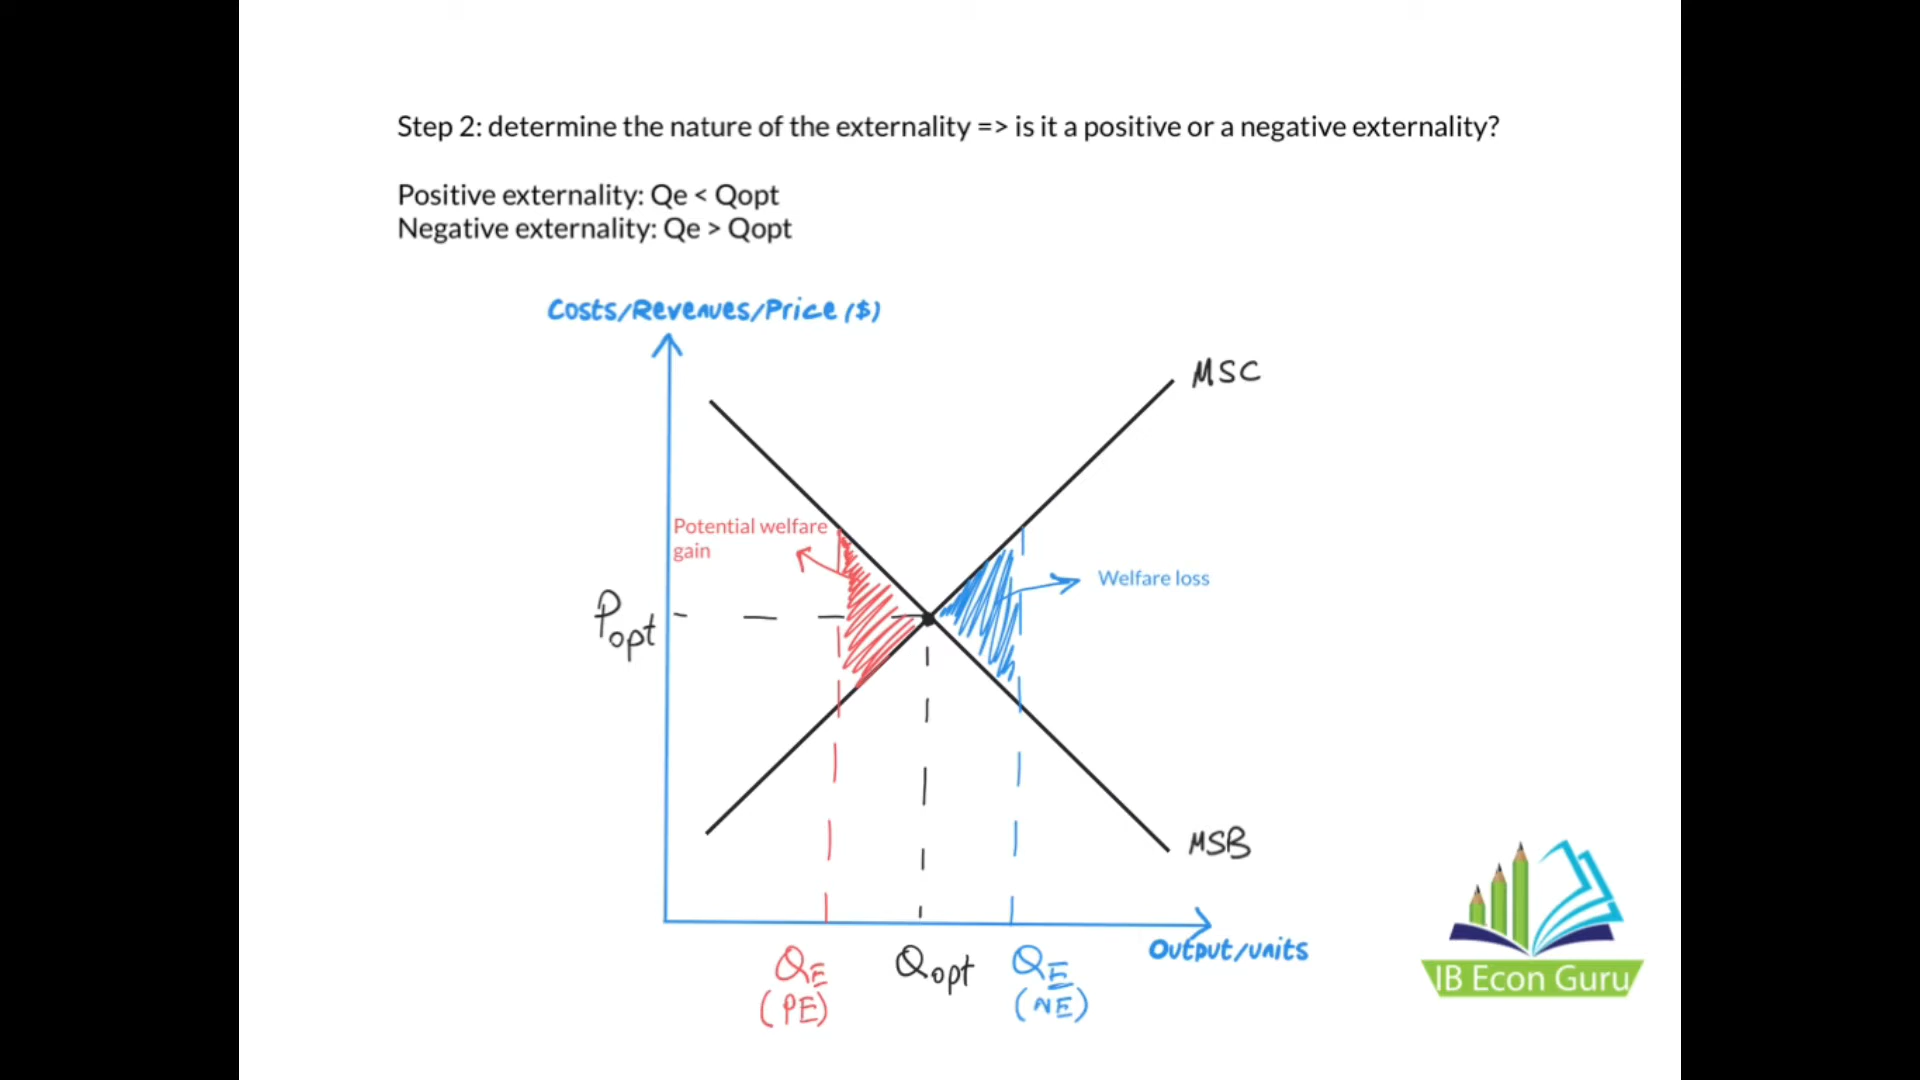 Step 2: determine the nature of the externality => is it a positive or a negative externality?
Positive externality: Qe < Qopt
Negative externality: Qe > Qopt
Costs/Revenues/Price ($)
MSC
Potential welfare
gain
Welfare loss
Popt
MSB
Output/units
QE
(PE)
Qopt
QE
(NE)
IB Econ Guru